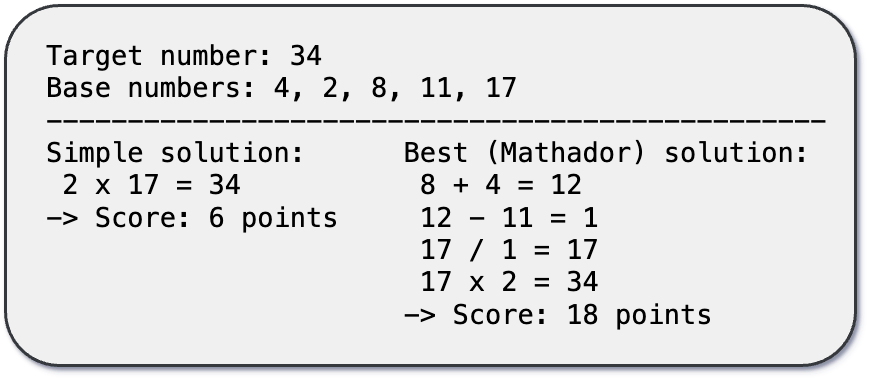 Target number: 34
Base numbers: 4, 2, 8, 11, 17
------------------------------------------------
Simple solution:
2 x 17 = 34
-> Score: 6 points
Best (Mathador) solution:
8 + 4 = 12
12 - 11 = 1
17 / 1 = 17
17 x 2 = 34
-> Score: 18 points